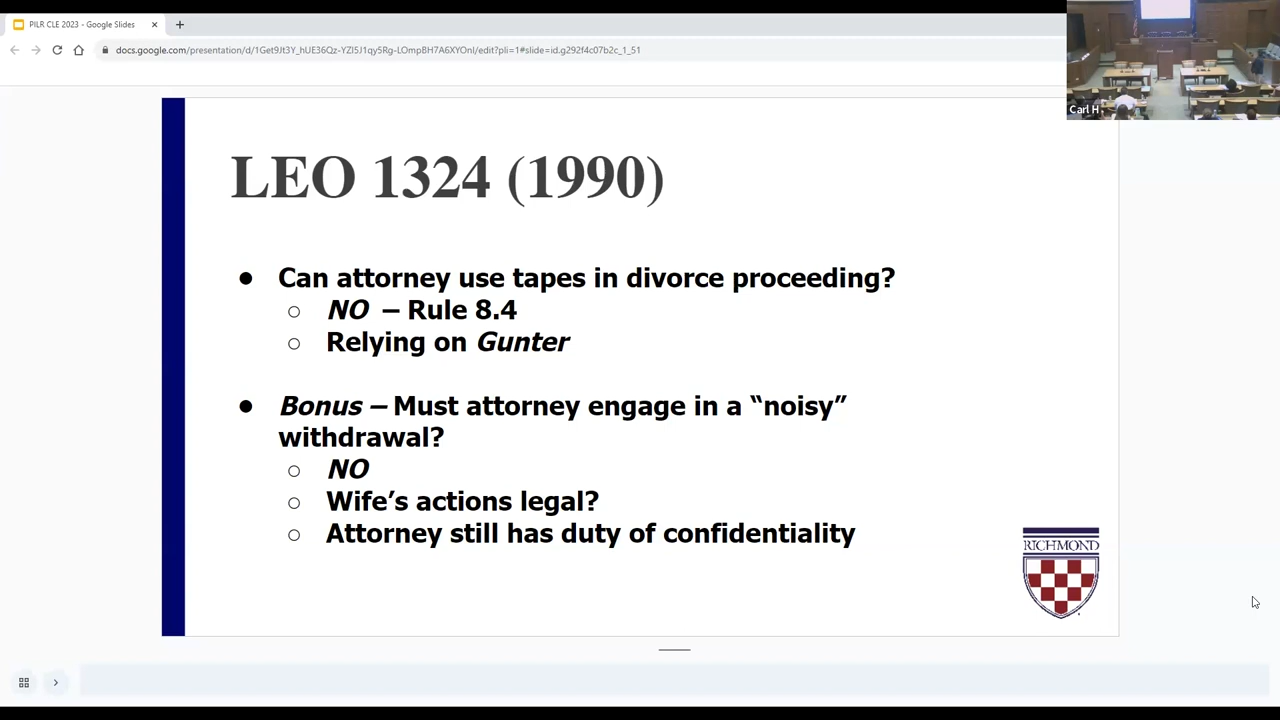 PILR CLE 2023 - Google Slides
docs.google.com/presentation/d/1Get9Jt3Y_hUE36Qz-YZl5J1qy5Rg-LOmpBH7A6XYOnI/edit?pli=1#slide=id.g292f4c07b2c_1_51
Carl H
LEO 1324 (1990)
● Can attorney use tapes in divorce proceeding?
○ NO – Rule 8.4
○ Relying on Gunter
● Bonus – Must attorney engage in a “noisy”
withdrawal?
○ NO
○ Wife’s actions legal?
○ Attorney still has duty of confidentiality
RICHMOND